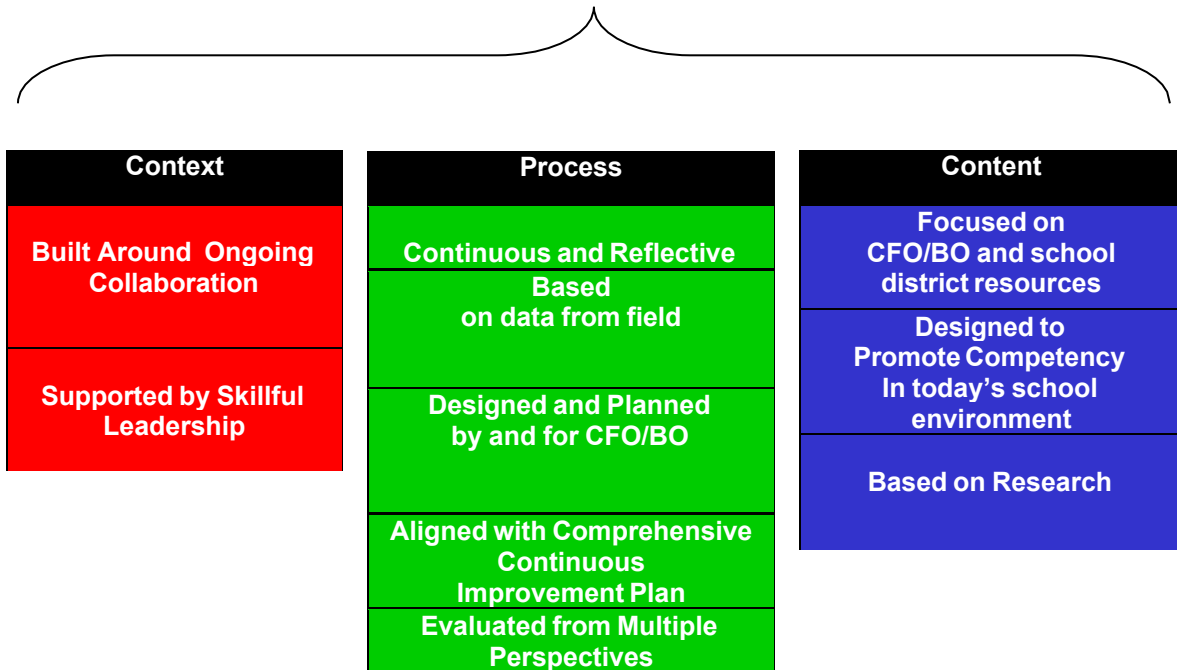 Context
Built Around Ongoing
Collaboration
Supported by Skillful
Leadership
Process
Continuous and Reflective
Based
on data from field
Designed and Planned
by and for CFO/BO
Aligned with Comprehensive
Continuous
Improvement Plan
Evaluated from Multiple
Perspectives
Content
Focused on
CFO/BO and school
district resources
Designed to
Promote Competency
In today's school
environment
Based on Research